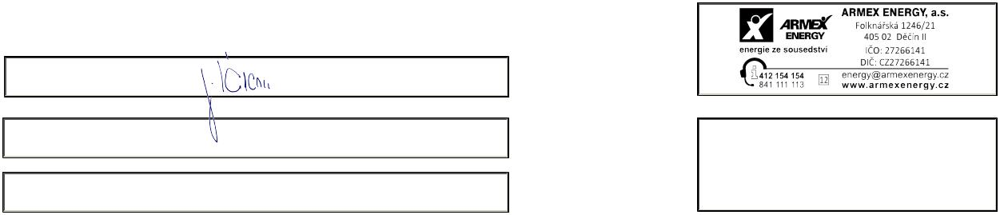 ARMEX ENERGY, a.s.
ARMEX
ENERGY
energie ze sousedství
Folknářská 1246/21
405 02 Děčín II
IČO: 27266141
DIČ: CZ27266141
412 154 154
841 111 113
12
energy@armexenergy.cz
www.armexenergy.cz